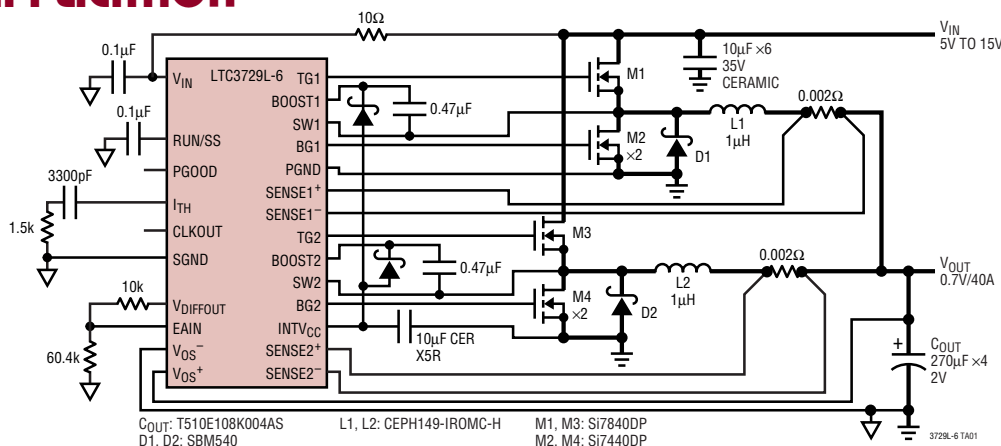 10Ω
VIN
5V TO 15V
0.1µF
10µF ×6
35V
CERAMIC
VIN
LTC3729L-6
TG1
M1
BOOST1
0.47µF
0.002Ω
0.1µF
SW1
L1
1µH
RUN/SS
BG1
M2
×2
D1
PGOOD
PGND
3300pF
SENSE1+
ITH
SENSE1–
1.5k
CLKOUT
TG2
M3
SGND
BOOST2
0.47µF
0.002Ω
VOUT
0.7V/40A
SW2
L2
1µH
10k
VDIFFOUT
BG2
M4
×2
D2
EAIN
INTVCC
10µF CER
X5R
60.4k
VOS–
SENSE2+
COUT
270µF ×4
2V
+
VOS+
SENSE2–
COUT: T510E108K004AS
D1, D2: SBM540
L1, L2: CEPH149-IROMC-H
M1, M3: Si7840DP
M2, M4: Si7440DP
3729L-6 TA01